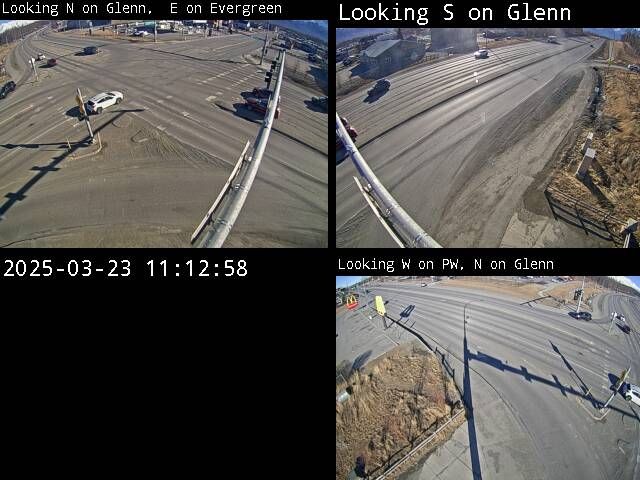 Looking N on Glenn,  E on Evergreen
Looking S on Glenn
2025-03-23 11:12:58
Looking W on PW, N on Glenn